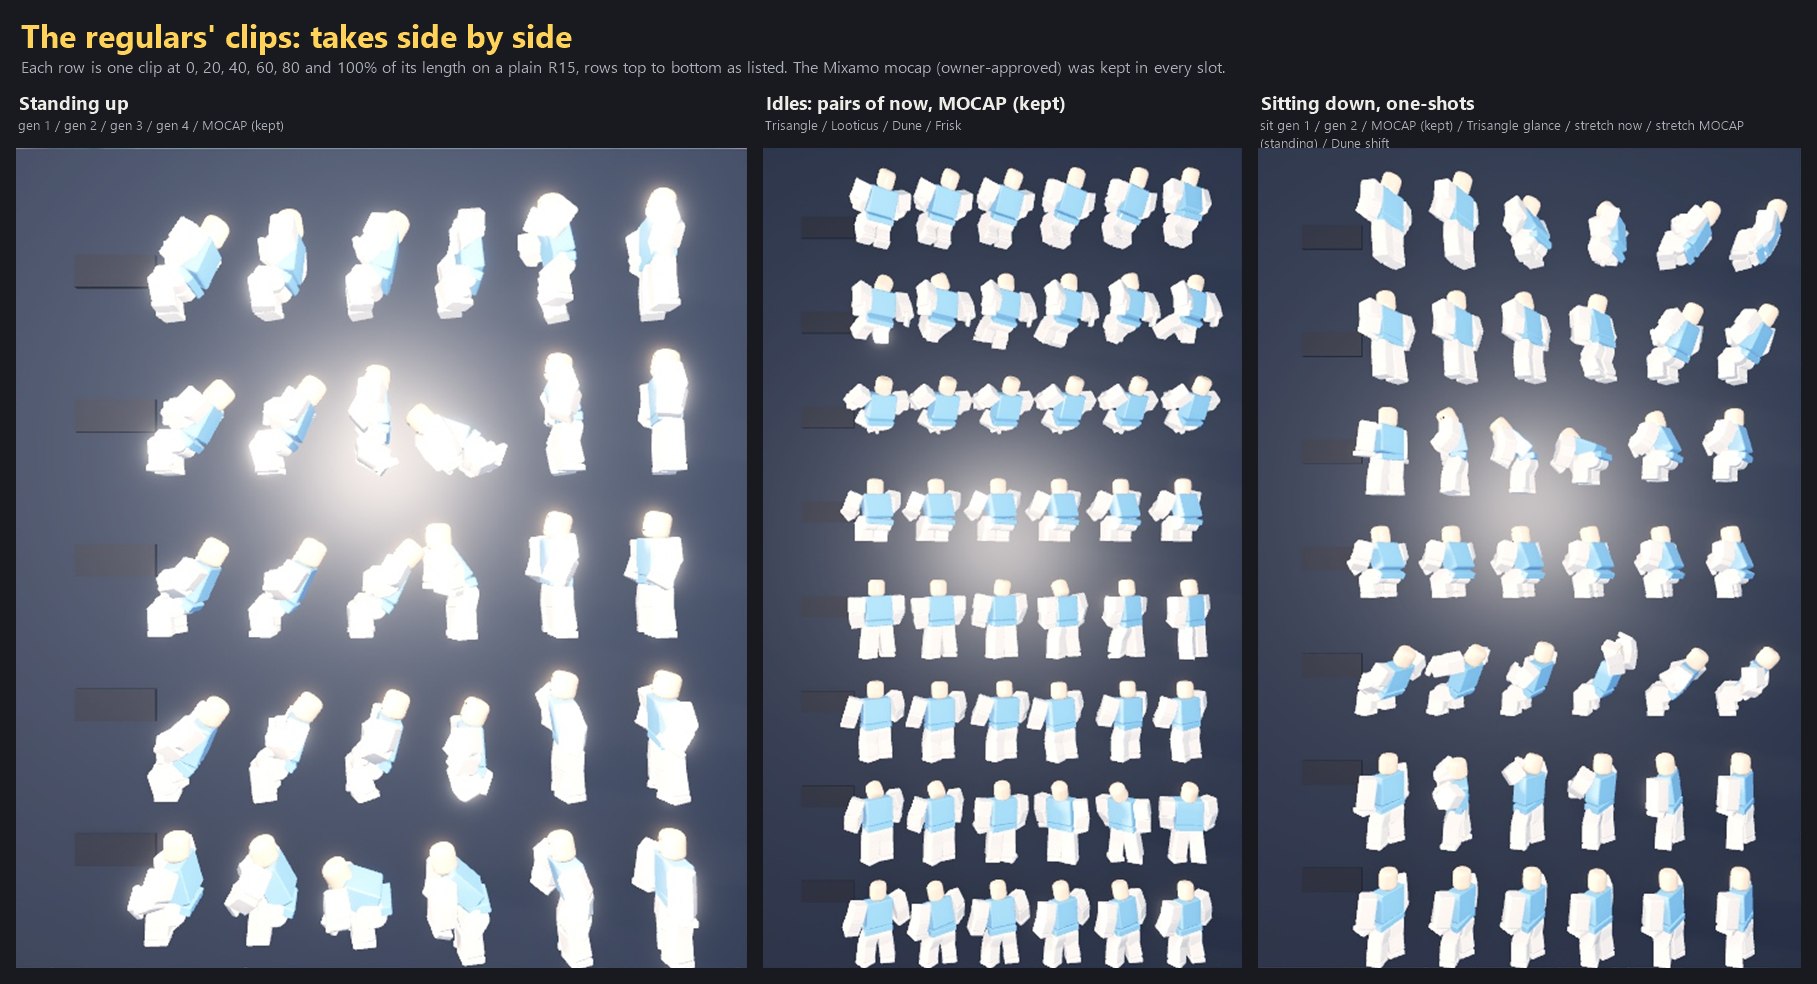 The regulars' clips: takes side by side
Each row is one clip at 0, 20, 40, 60, 80 and 100% of its length on a plain R15, rows top to bottom as listed. The Mixamo mocap (owner-approved) was kept in every slot.
Standing up
gen 1 / gen 2 / gen 3 / gen 4 / MOCAP (kept)
Idles: pairs of now, MOCAP (kept)
Trisangle / Looticus / Dune / Frisk
Sitting down, one-shots
sit gen 1 / gen 2 / MOCAP (kept) / Trisangle glance / stretch now / stretch MOCAP
(standing) / Dune shift